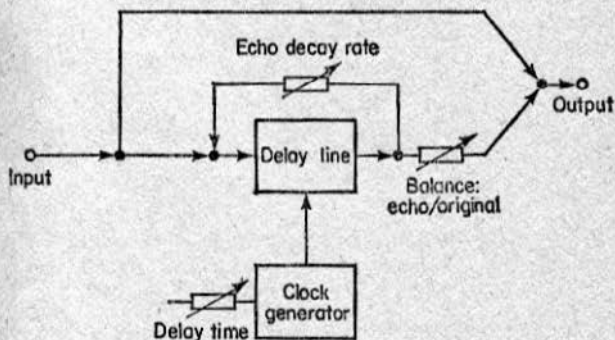 Echo decay rate
Output
Input
Delay line
Balance:
echo/original
Clock
generator
Delay time